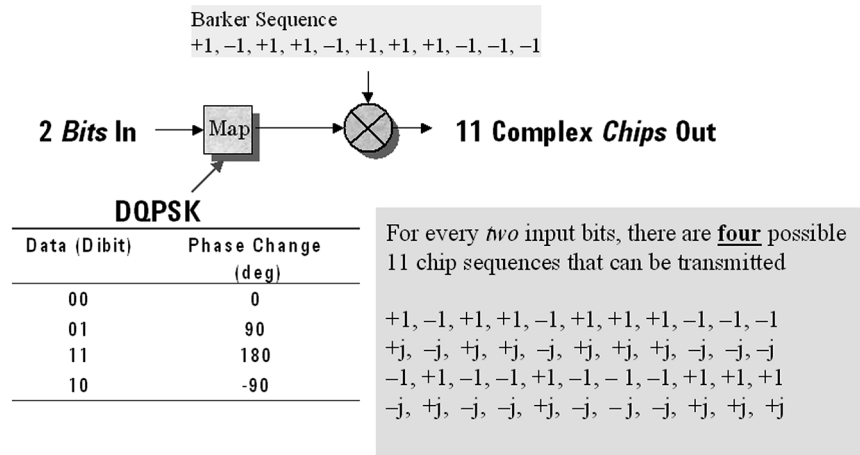 Barker Sequence
+1, –1, +1, +1, –1, +1, +1, +1, –1, –1, –1
2 Bits In
Map
11 Complex Chips Out
DQPSK
Data (Dibit) Phase Change
(deg)
00 0
01 90
11 180
10 -90
For every two input bits, there are four possible
11 chip sequences that can be transmitted
+1, –1, +1, +1, –1, +1, +1, +1, –1, –1, –1
+j, –j, +j, +j, –j, +j, +j, +j, –j, –j, –j
–1, +1, –1, –1, +1, –1, – 1, –1, +1, +1, +1
–j, +j, –j, –j, +j, –j, – j, –j, +j, +j, +j